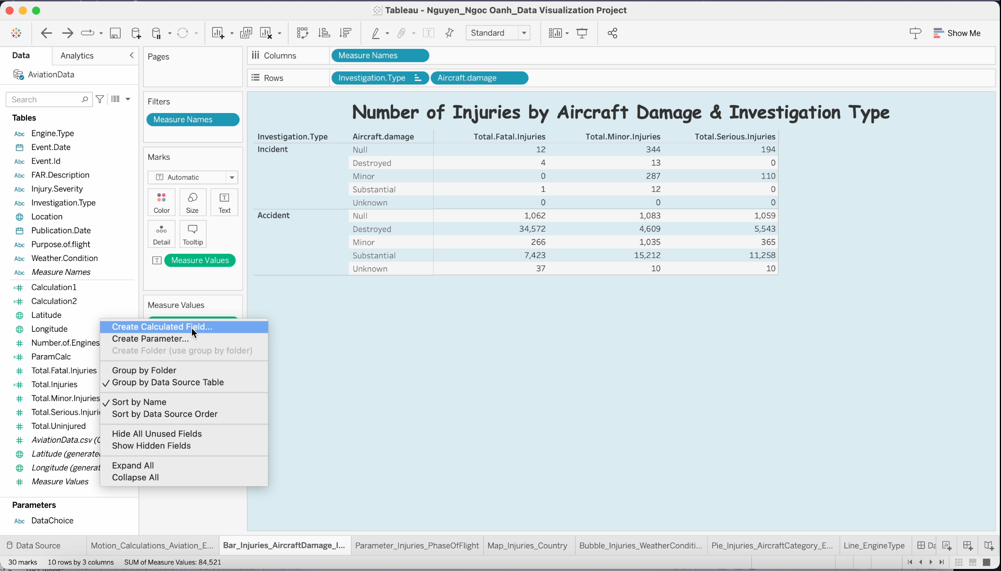 Tableau - Nguyen_Ngoc Oanh_Data Visualization Project
Standard
Show Me
Data
Analytics
AviationData
Search
Tables
Abc Engine.Type
Event.Date
Abc Event.Id
Abc FAR.Description
Abc Injury.Severity
Abc Investigation.Type
Location
Publication.Date
Abc Purpose.of.flight
Abc Weather.Condition
Abc Measure Names
Calculation1
Calculation2
Latitude
Longitude
Number.of.Engines
ParamCalc
Total.Fatal.Injuries
Total.Injuries
Total.Minor.Injuries
Total.Serious.Injuri
Total.Uninjured
AviationData.csv (C
Latitude (generate
Longitude (generat
Measure Values
Parameters
Abc DataChoice
Pages
Filters
Measure Names
Marks
Automatic
Color
Size
Text
Detail
Tooltip
Measure Values
Measure Values
Create Calculated Field...
Create Parameter...
Create Folder (use group by folder)
Group by Folder
Group by Data Source Table
Sort by Name
Sort by Data Source Order
Hide All Unused Fields
Show Hidden Fields
Expand All
Collapse All
Columns
Measure Names
Rows
Investigation.Type
Aircraft.damage
Number of Injuries by Aircraft Damage & Investigation Type
Investigation.Type Aircraft.damage Total.Fatal.Injuries Total.Minor.Injuries Total.Serious.Injuries
Incident Null 12 344 194
Destroyed 4 13 0
Minor 0 287 110
Substantial 1 12 0
Unknown 0 0 0
Accident Null 1,062 1,083 1,059
Destroyed 34,572 4,609 5,543
Minor 266 1,035 365
Substantial 7,423 15,212 11,258
Unknown 37 10 10
Data Source
Motion_Calculations_Aviation_E...
Bar_Injuries_AircraftDamage_I...
Parameter_Injuries_PhaseOfFlight
Map_Injuries_Country
Bubble_Injuries_WeatherConditi...
Pie_Injuries_AircraftCategory_E...
Line_EngineType
Da
30 marks
10 rows by 3 columns
SUM of Measure Values: 84,521